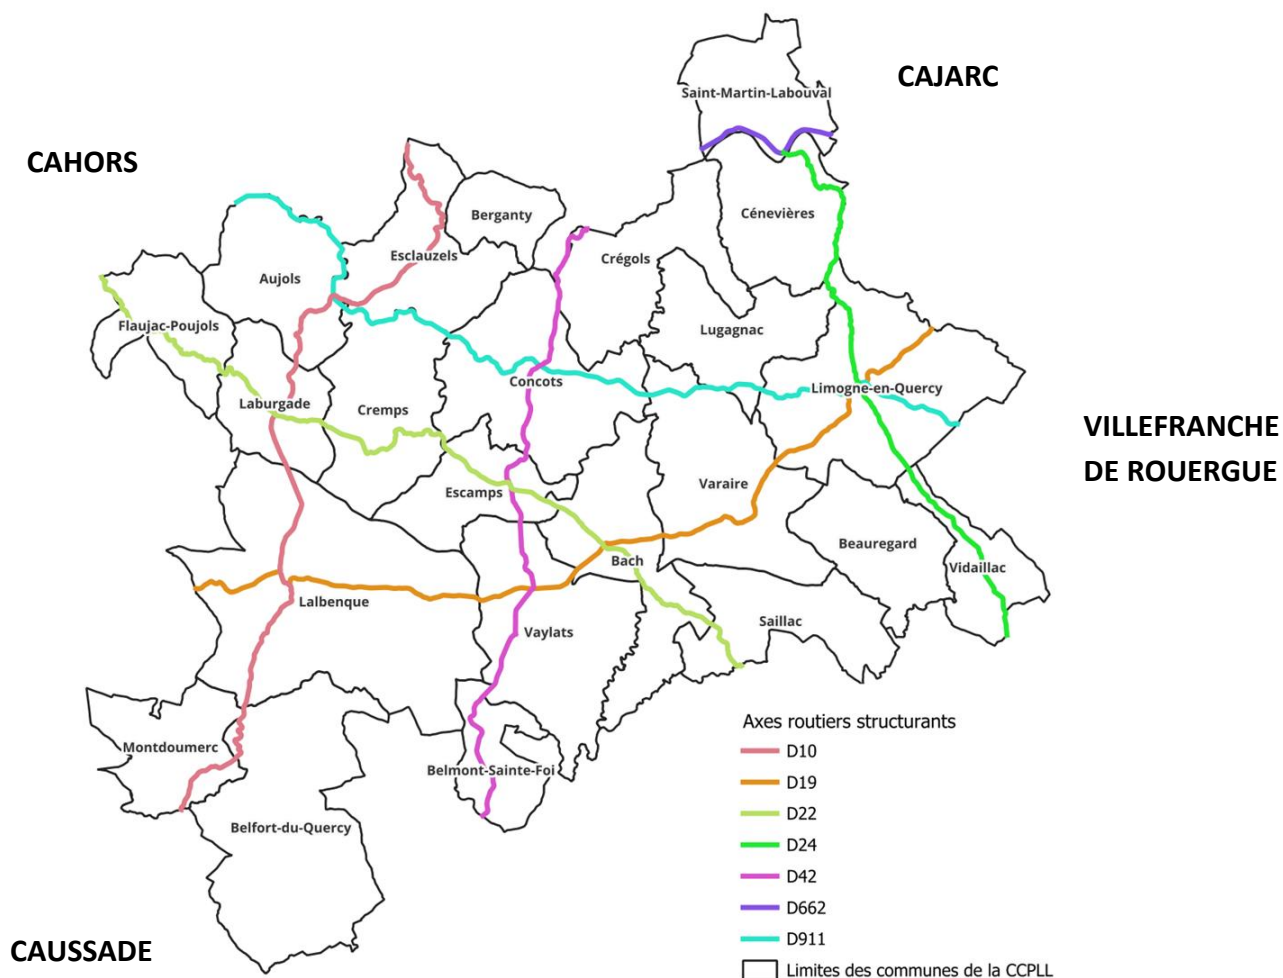 CAJARC
Saint-Martin-Labouval
CAHORS
Berganty
Cénevières
Esclauzels
Crégols
Aujols
Flaujac-Poujols
Lugagnac
Concots
Limogne-en-Quercy
Laburgade
Cremps
VILLEFRANCHE
DE ROUERGUE
Varaire
Escamps
Beauregard
Bach
Vidaillac
Lalbenque
Saillac
Vaylats
Montdoumerc
Belmont-Sainte-Foi
Belfort-du-Quercy
CAUSSADE
Axes routiers structurants
D10
D19
D22
D24
D42
D662
D911
Limites des communes de la CCPLL